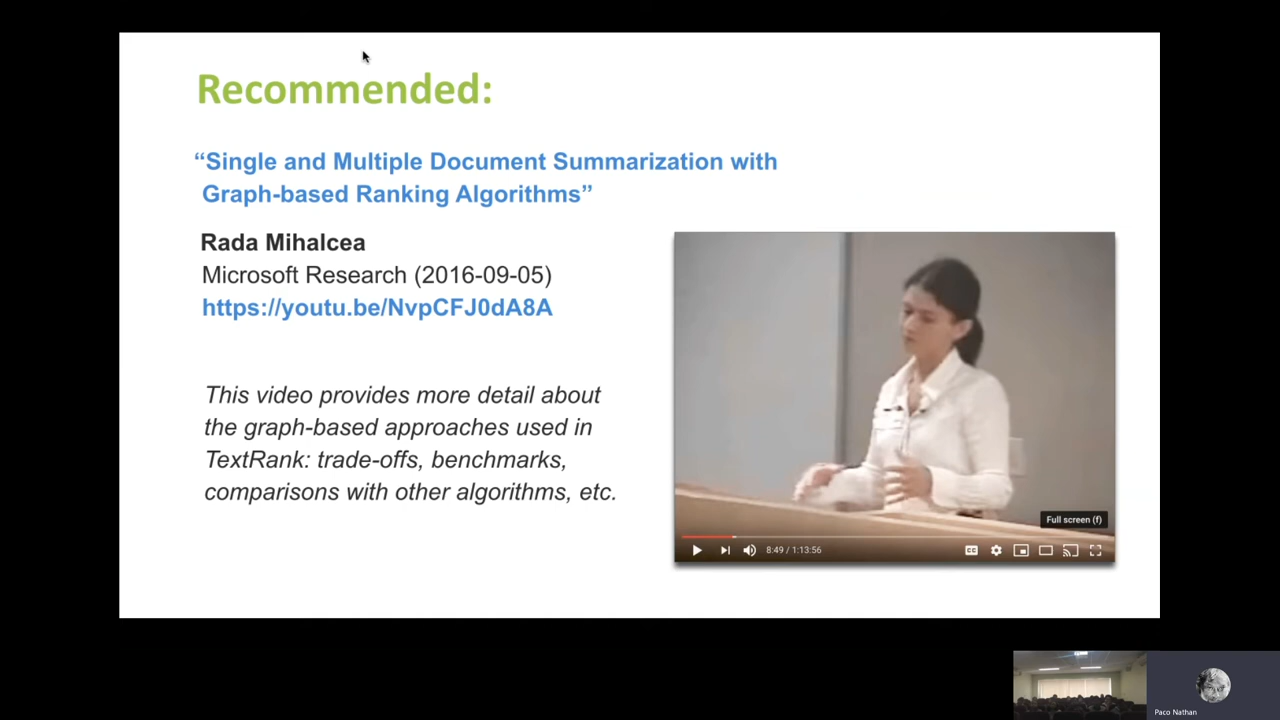 Recommended:
“Single and Multiple Document Summarization with
Graph-based Ranking Algorithms”
Rada Mihalcea
Microsoft Research (2016-09-05)
https://youtu.be/NvpCFJ0dA8A
This video provides more detail about
the graph-based approaches used in
TextRank: trade-offs, benchmarks,
comparisons with other algorithms, etc.
Full screen (f)
8:49 / 1:13:56
CC
Paco Nathan